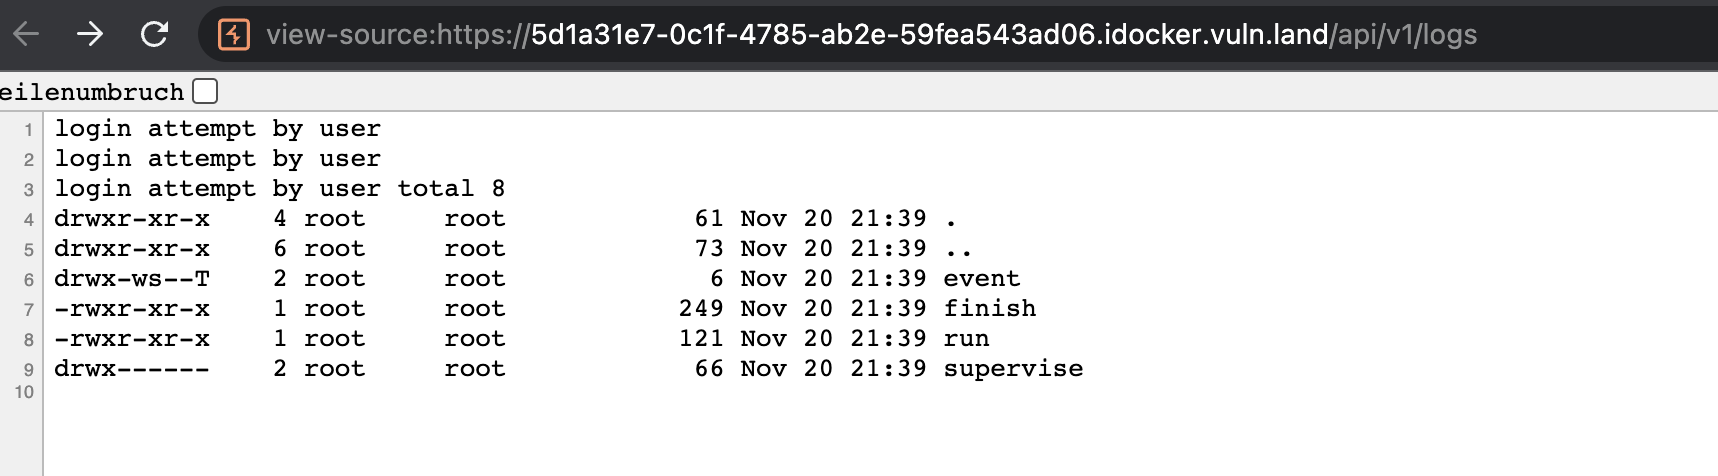 view-source:https://5d1a31e7-0c1f-4785-ab2e-59fea543ad06.idocker.vuln.land/api/v1/logs
eilenumbruch
1 login attempt by user
2 login attempt by user
3 login attempt by user total 8
4 drwxr-xr-x    4 root     root            61 Nov 20 21:39 .
5 drwxr-xr-x    6 root     root            73 Nov 20 21:39 ..
6 drwx-ws--T    2 root     root             6 Nov 20 21:39 event
7 -rwxr-xr-x    1 root     root           249 Nov 20 21:39 finish
8 -rwxr-xr-x    1 root     root           121 Nov 20 21:39 run
9 drwx------    2 root     root            66 Nov 20 21:39 supervise
10